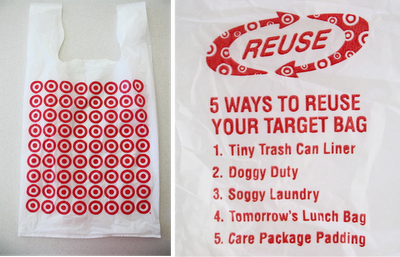 REUSE
5 WAYS TO REUSE
YOUR TARGET BAG
1. Tiny Trash Can Liner
2. Doggy Duty
3. Soggy Laundry
4. Tomorrow's Lunch Bag
5. Care Package Padding